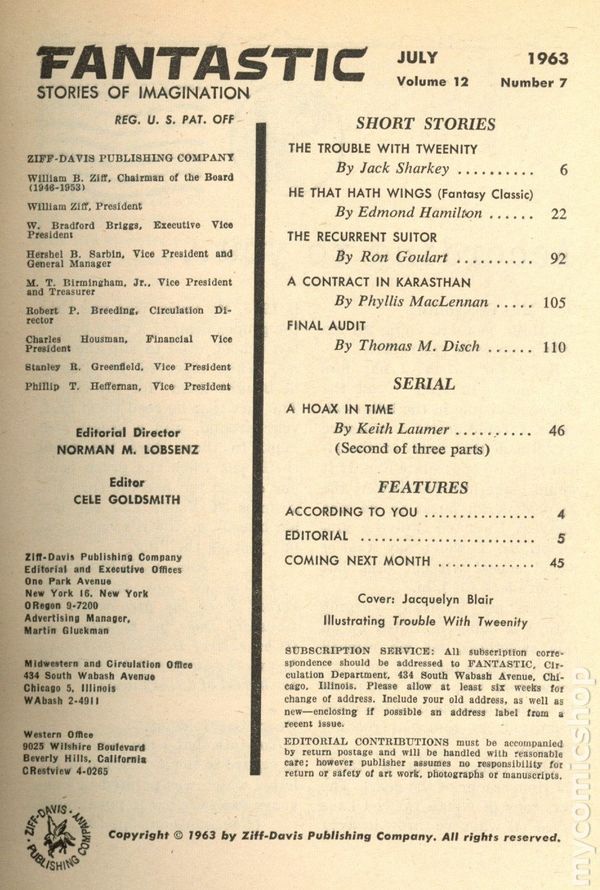 FANTASTIC
STORIES OF IMAGINATION
REG. U. S. PAT. OFF
JULY 1963
Volume 12 Number 7
ZIFF-DAVIS PUBLISHING COMPANY
William B. Ziff, Chairman of the Board
(1946-1953)
William Ziff, President
W. Bradford Briggs, Executive Vice
President
Hershel B. Sarbin, Vice President and
General Manager
M. T. Birmingham, Jr., Vice President
and Treasurer
Robert P. Breeding, Circulation Di-
rector
Charles Housman, Financial Vice
President
Stanley R. Greenfield, Vice President
Phillip T. Heffernan, Vice President
Editorial Director
NORMAN M. LOBSENZ
Editor
CELE GOLDSMITH
Ziff-Davis Publishing Company
Editorial and Executive Offices
One Park Avenue
New York 16, New York
ORegon 9-7200
Advertising Manager,
Martin Gluckman
Midwestern and Circulation Office
434 South Wabash Avenue
Chicago 5, Illinois
WAbash 2-4911
Western Office
9025 Wilshire Boulevard
Beverly Hills, California
CRestview 4-0265
SHORT STORIES
THE TROUBLE WITH TWEENITY
By Jack Sharkey .......... 6
HE THAT HATH WINGS (Fantasy Classic)
By Edmond Hamilton ...... 22
THE RECURRENT SUITOR
By Ron Goulart .......... 92
A CONTRACT IN KARASTHAN
By Phyllis MacLennan ..... 105
FINAL AUDIT
By Thomas M. Disch ...... 110
SERIAL
A HOAX IN TIME
By Keith Laumer .......... 46
(Second of three parts)
FEATURES
ACCORDING TO YOU ............... 4
EDITORIAL ....................... 5
COMING NEXT MONTH ............. 45
Cover: Jacquelyn Blair
Illustrating Trouble With Tweenity
SUBSCRIPTION SERVICE: All subscription corre-
spondence should be addressed to FANTASTIC, Cir-
culation Department, 434 South Wabash Avenue, Chi-
cago, Illinois. Please allow at least six weeks for
change of address. Include your old address, as well as
new—enclosing if possible an address label from a
recent issue.
EDITORIAL CONTRIBUTIONS must be accompanied
by return postage and will be handled with reasonable
care; however publisher assumes no responsibility for
return or safety of art work, photographs or manuscripts.
ZIFF-DAVIS · PUBLISHING COMPANY ·
Copyright © 1963 by Ziff-Davis Publishing Company. All rights reserved.
mycomicshop